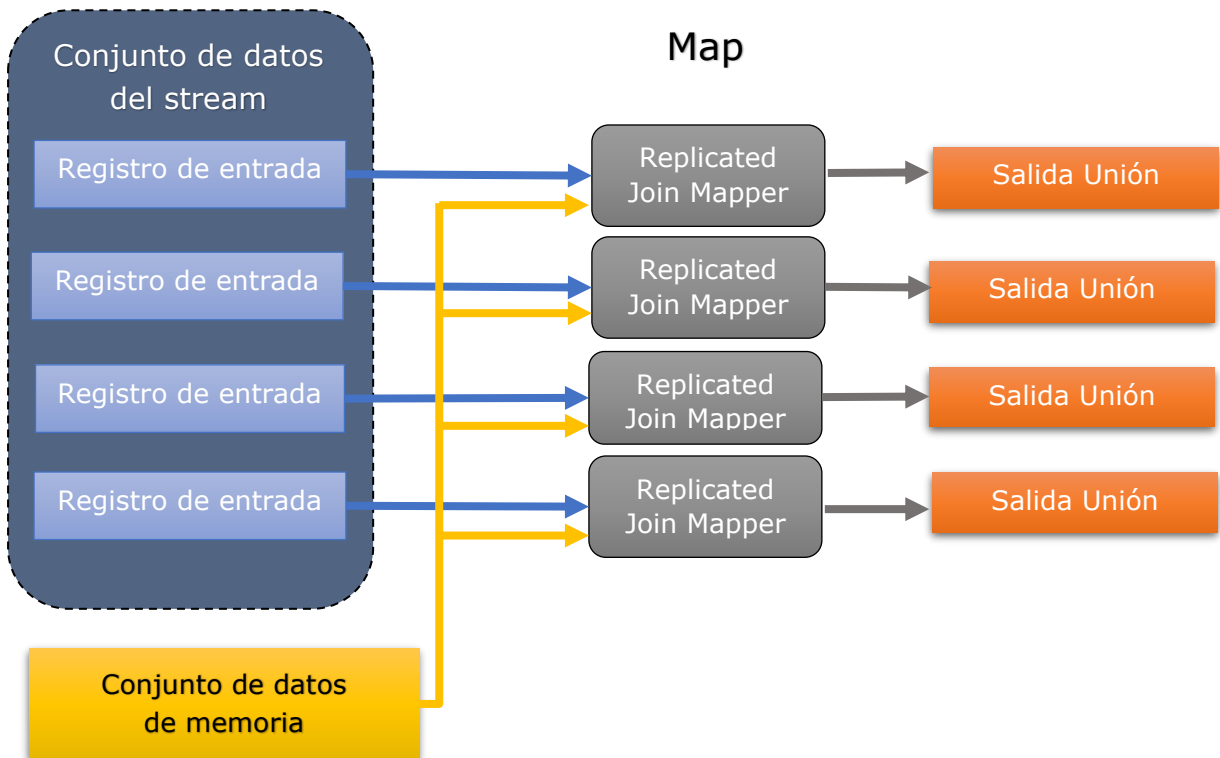 Conjunto de datos
del stream
Map
Registro de entrada
Replicated
Join Mapper
Salida Unión
Registro de entrada
Replicated
Join Mapper
Salida Unión
Registro de entrada
Replicated
Join Mapper
Salida Unión
Registro de entrada
Replicated
Join Mapper
Salida Unión
Conjunto de datos
de memoria